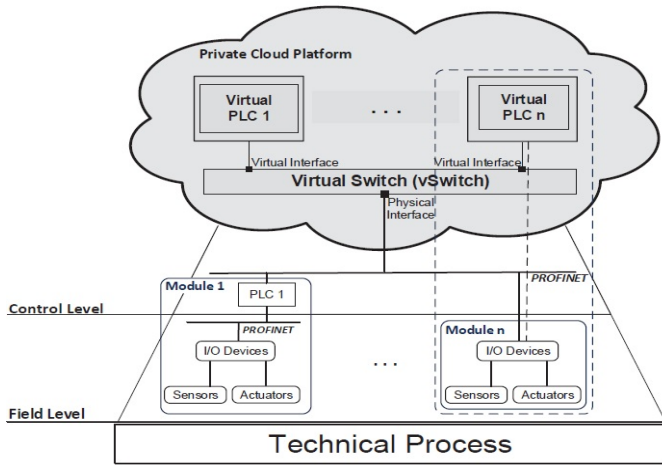 Private Cloud Platform
Virtual
PLC 1
. . .
Virtual
PLC n
Virtual Interface
Virtual Interface
Virtual Switch (vSwitch)
Physical
Interface
PROFINET
Module 1
PLC 1
Control Level
PROFINET
Module n
I/O Devices
I/O Devices
. . .
Sensors
Actuators
Sensors
Actuators
Field Level
Technical Process